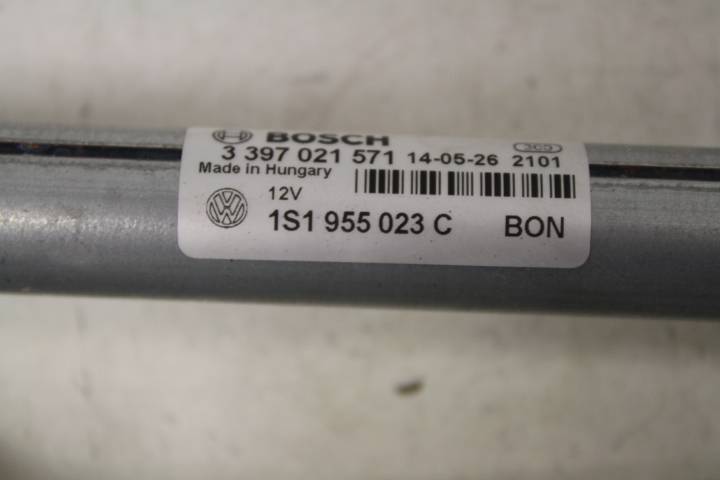 BOSCH
3 397 021 571 14-05-26 2101
Made in Hungary
12V
1S1 955 023 C BON